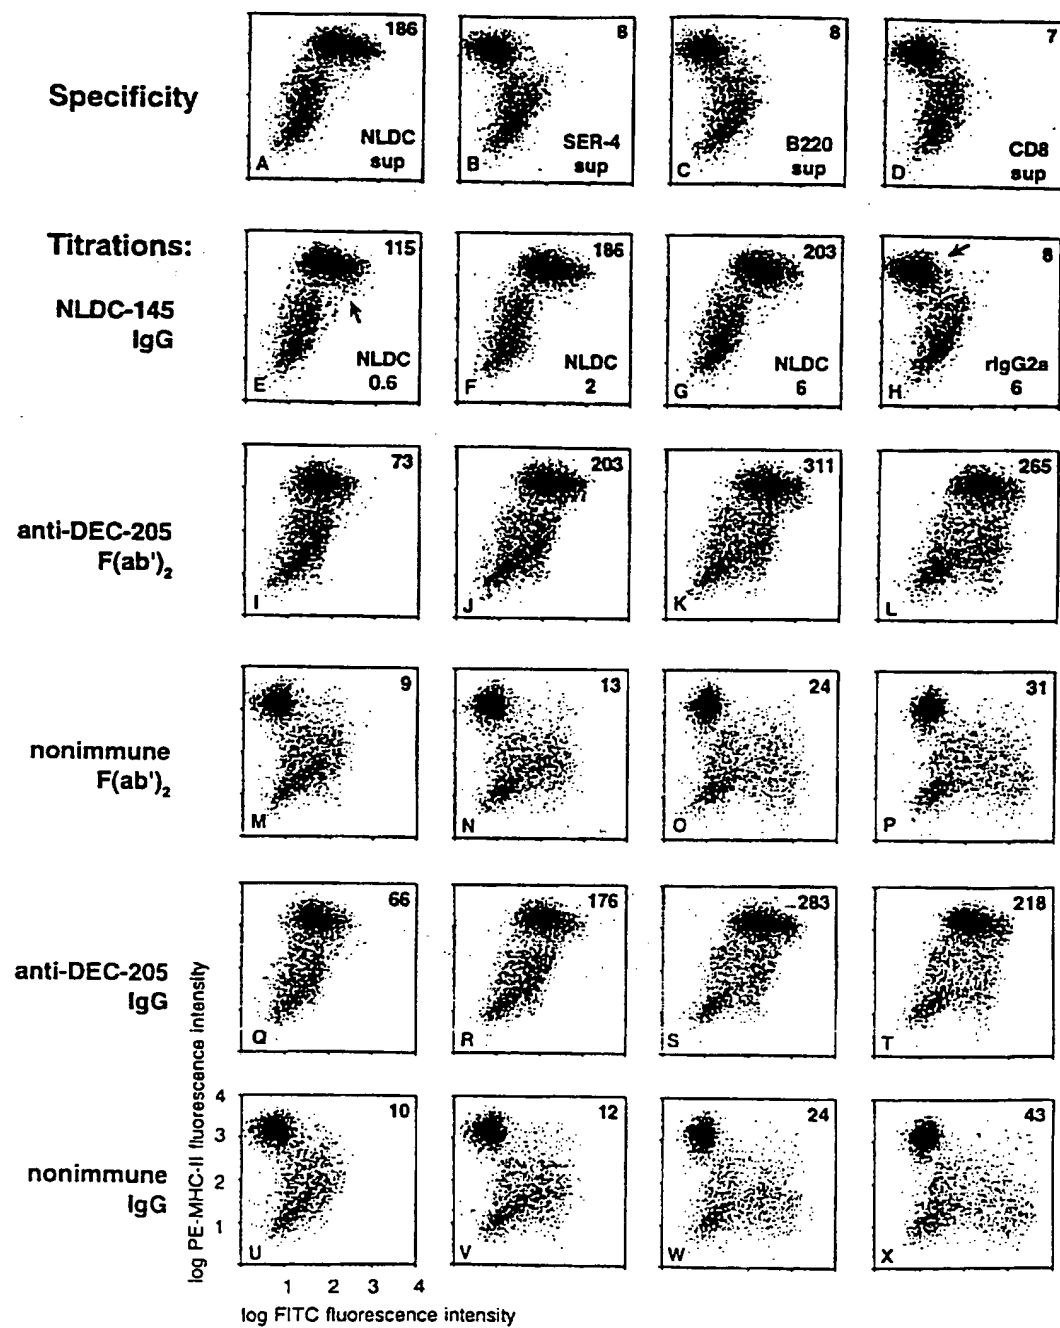 Specificity
186
NLDC
sup
A
8
SER-4
sup
B
8
B220
sup
C
7
CD8
sup
D
Titrations:
NLDC-145
IgG
115
NLDC
0.6
E
186
NLDC
2
F
203
NLDC
6
G
8
rIgG2a
6
H
anti-DEC-205
F(ab')2
73
I
203
J
311
K
265
L
nonimmune
F(ab')2
9
M
13
N
24
O
31
P
anti-DEC-205
IgG
66
Q
176
R
283
S
218
T
nonimmune
IgG
log PE-MHC-II fluorescence intensity
4
3
2
1
10
U
12
V
24
W
43
X
1 2 3 4
log FITC fluorescence intensity